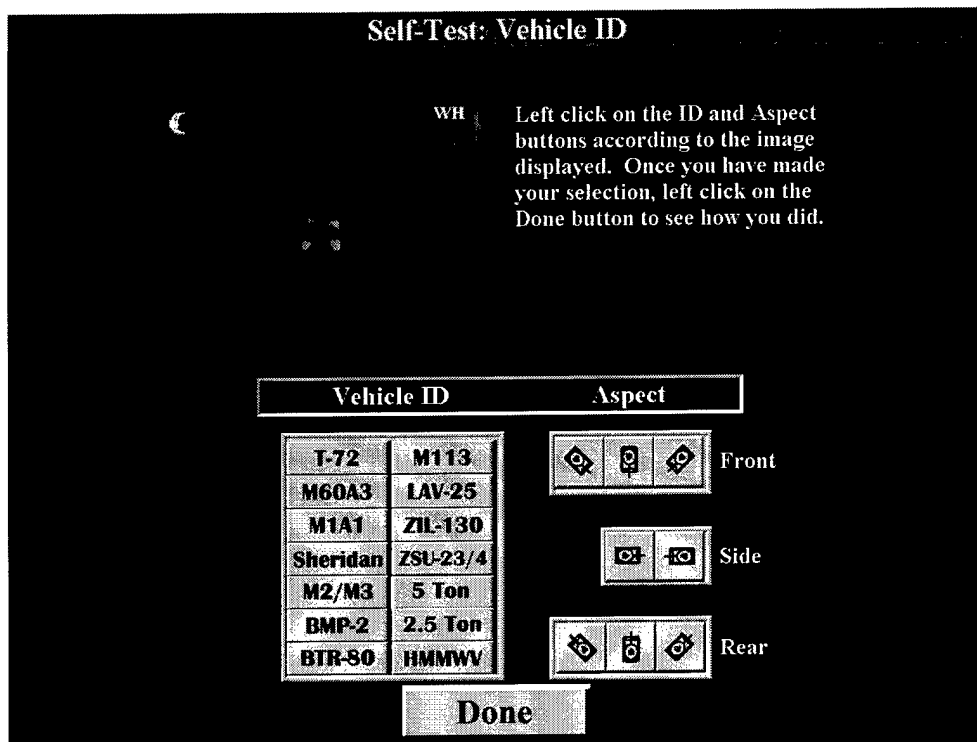 Self-Test: Vehicle ID
WH
Left click on the ID and Aspect
buttons according to the image
displayed. Once you have made
your selection, left click on the
Done button to see how you did.
Vehicle ID Aspect
T-72 M113
M60A3 LAV-25
M1A1 ZIL-130
Sheridan ZSU-23/4
M2/M3 5 Ton
BMP-2 2.5 Ton
BTR-80 HMMWV
Front
Side
Rear
Done